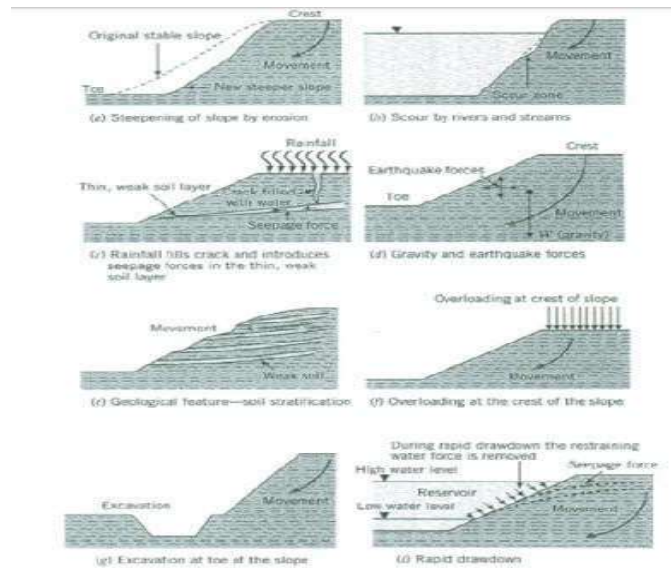 Crest
Original stable slope
Movement
Toe
New steeper slope
(a) Steepening of slope by erosion
Movement
Scour zone
(b) Scour by rivers and streams
Rainfall
Thin, weak soil layer
Crack filled
with water
Seepage force
(c) Rainfall fills crack and introduces
seepage forces in the thin, weak
soil layer
Crest
Earthquake forces
Toe
Movement
W (gravity)
(d) Gravity and earthquake forces
Movement
Weak soil
(e) Geological feature—soil stratification
Overloading at crest of slope
Movement
(f) Overloading at the crest of the slope
Excavation
Movement
(g) Excavation at toe of the slope
During rapid drawdown the restraining
water force is removed
High water level
Seepage force
Reservoir
Low water level
Movement
Rapid drawdown